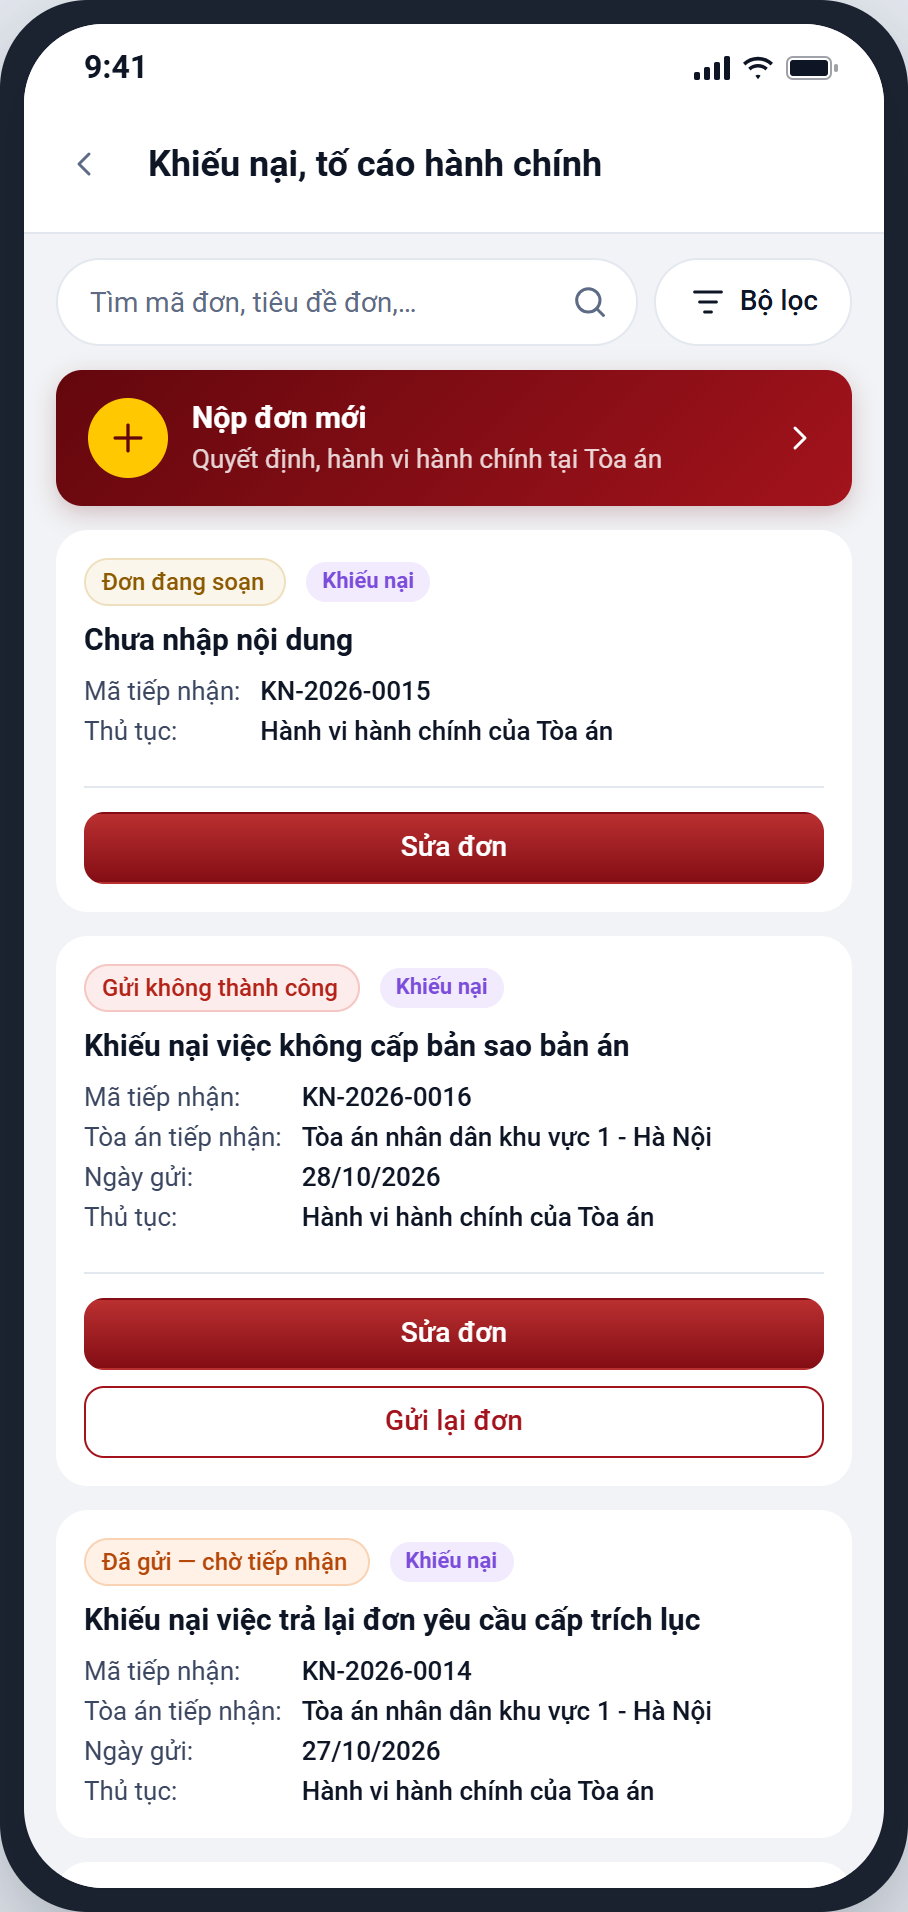 9:41
Khiếu nại, tố cáo hành chính
Tìm mã đơn, tiêu đề đơn,...
Bộ lọc
Nộp đơn mới
Quyết định, hành vi hành chính tại Tòa án
Đơn đang soạn
Khiếu nại
Chưa nhập nội dung
Mã tiếp nhận: KN-2026-0015
Thủ tục: Hành vi hành chính của Tòa án
Sửa đơn
Gửi không thành công
Khiếu nại
Khiếu nại việc không cấp bản sao bản án
Mã tiếp nhận: KN-2026-0016
Tòa án tiếp nhận: Tòa án nhân dân khu vực 1 - Hà Nội
Ngày gửi: 28/10/2026
Thủ tục: Hành vi hành chính của Tòa án
Sửa đơn
Gửi lại đơn
Đã gửi — chờ tiếp nhận
Khiếu nại
Khiếu nại việc trả lại đơn yêu cầu cấp trích lục
Mã tiếp nhận: KN-2026-0014
Tòa án tiếp nhận: Tòa án nhân dân khu vực 1 - Hà Nội
Ngày gửi: 27/10/2026
Thủ tục: Hành vi hành chính của Tòa án